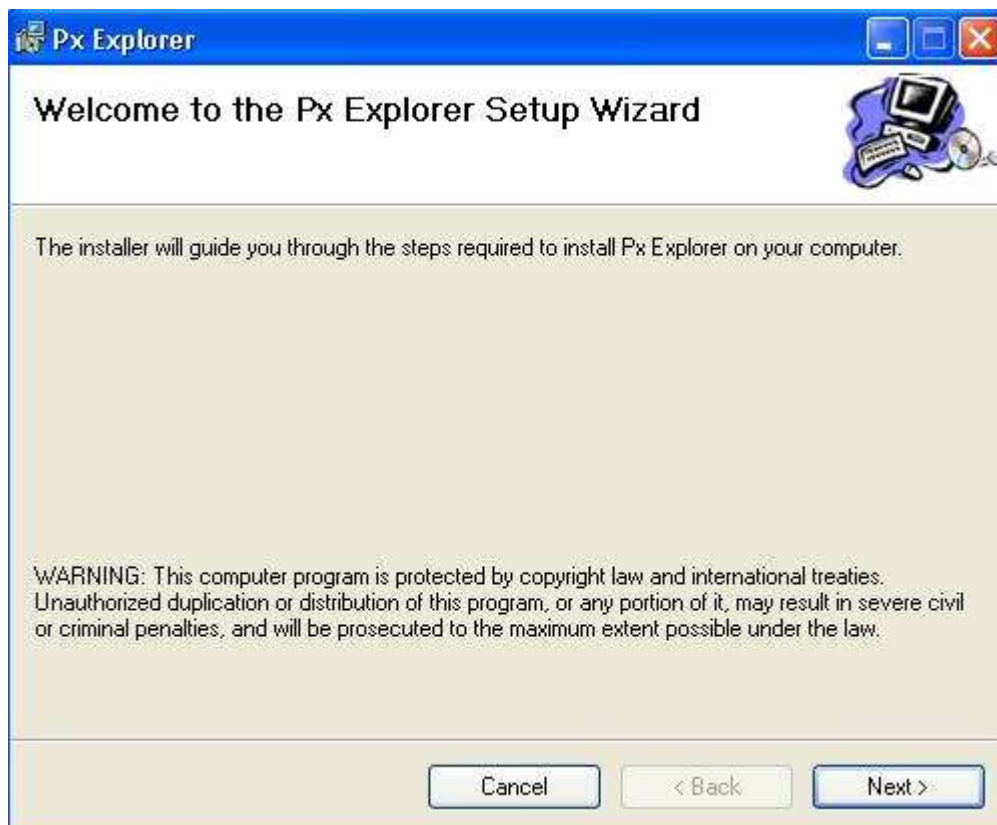 Px Explorer
Welcome to the Px Explorer Setup Wizard
The installer will guide you through the steps required to install Px Explorer on your computer.
WARNING: This computer program is protected by copyright law and international treaties.
Unauthorized duplication or distribution of this program, or any portion of it, may result in severe civil
or criminal penalties, and will be prosecuted to the maximum extent possible under the law.
Cancel
< Back
Next >